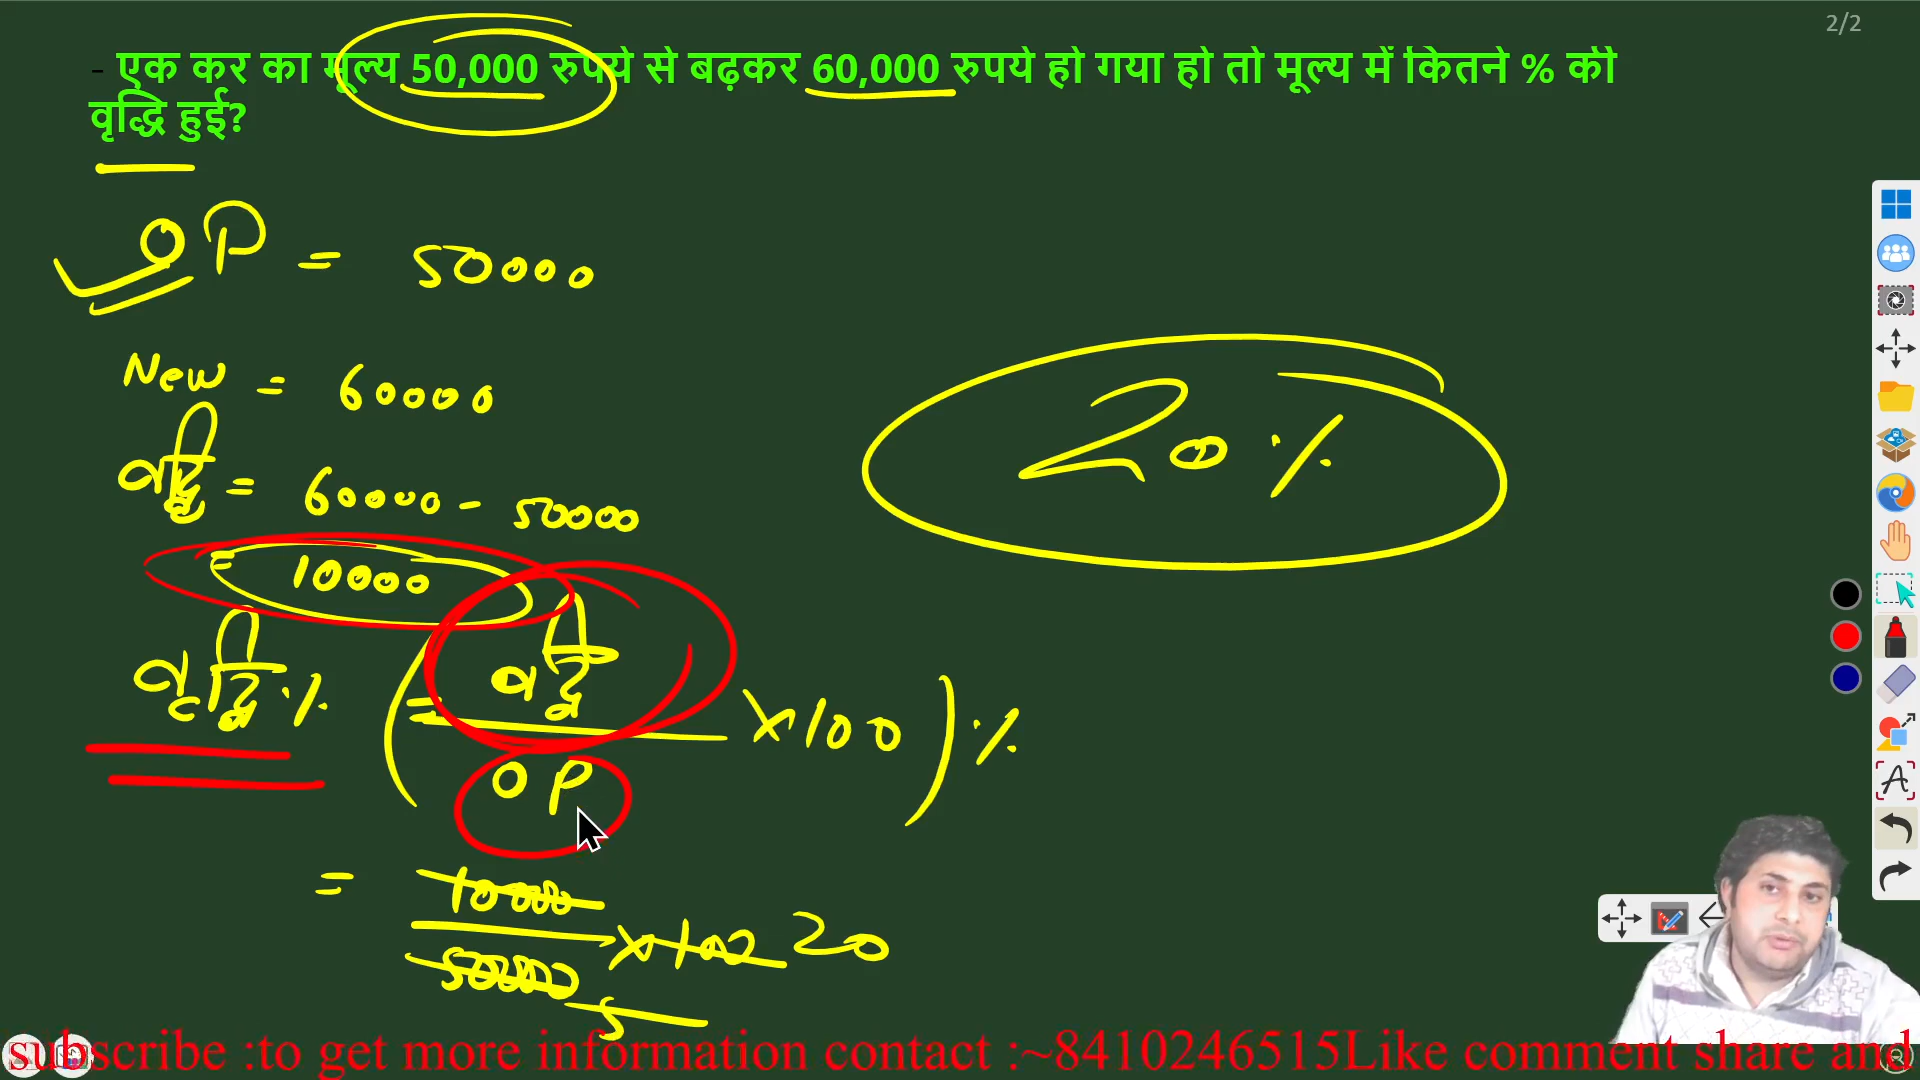 2/2
- एक कर का मूल्य 50,000 रुपये से बढ़कर 60,000 रुपये हो गया हो तो मूल्य में कितने % की
वृद्धि हुई?
OP = 50000
New = 60000
वृद्धि = 60000 - 50000
= 10000
20%
वृद्धि % = (वृद्धि / OP × 100) %
= 10000 / 50000 × 100 20
5
subscribe :to get more information contact :~8410246515Like comment share and